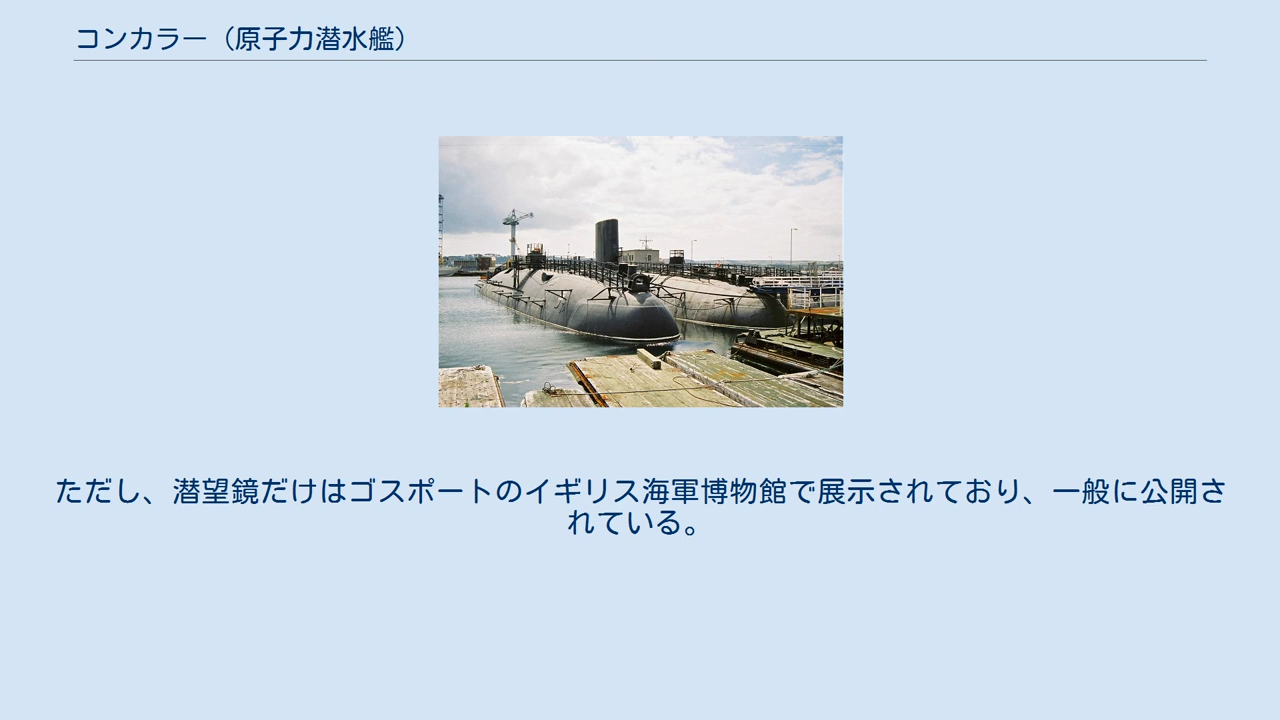 コンカラー（原子力潜水艦）
ただし、潜望鏡だけはゴスポートのイギリス海軍博物館で展示されており、一般に公開さ
れている。